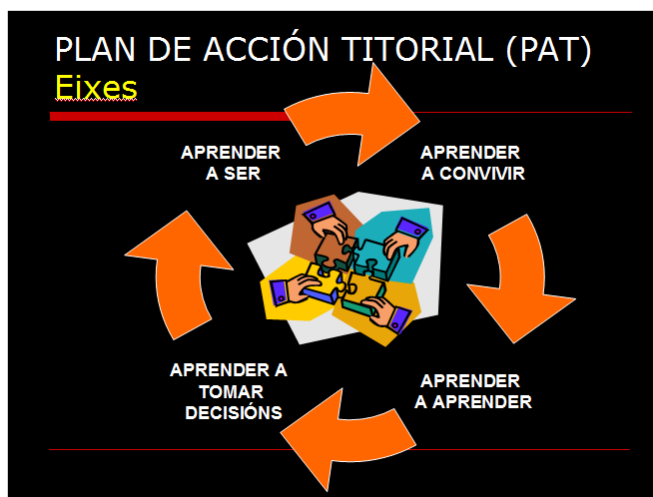 PLAN DE ACCIÓN TITORIAL (PAT)
Eixes
APRENDER
A SER
APRENDER
A CONVIVIR
APRENDER A
TOMAR
DECISIÓNS
APRENDER
A APRENDER